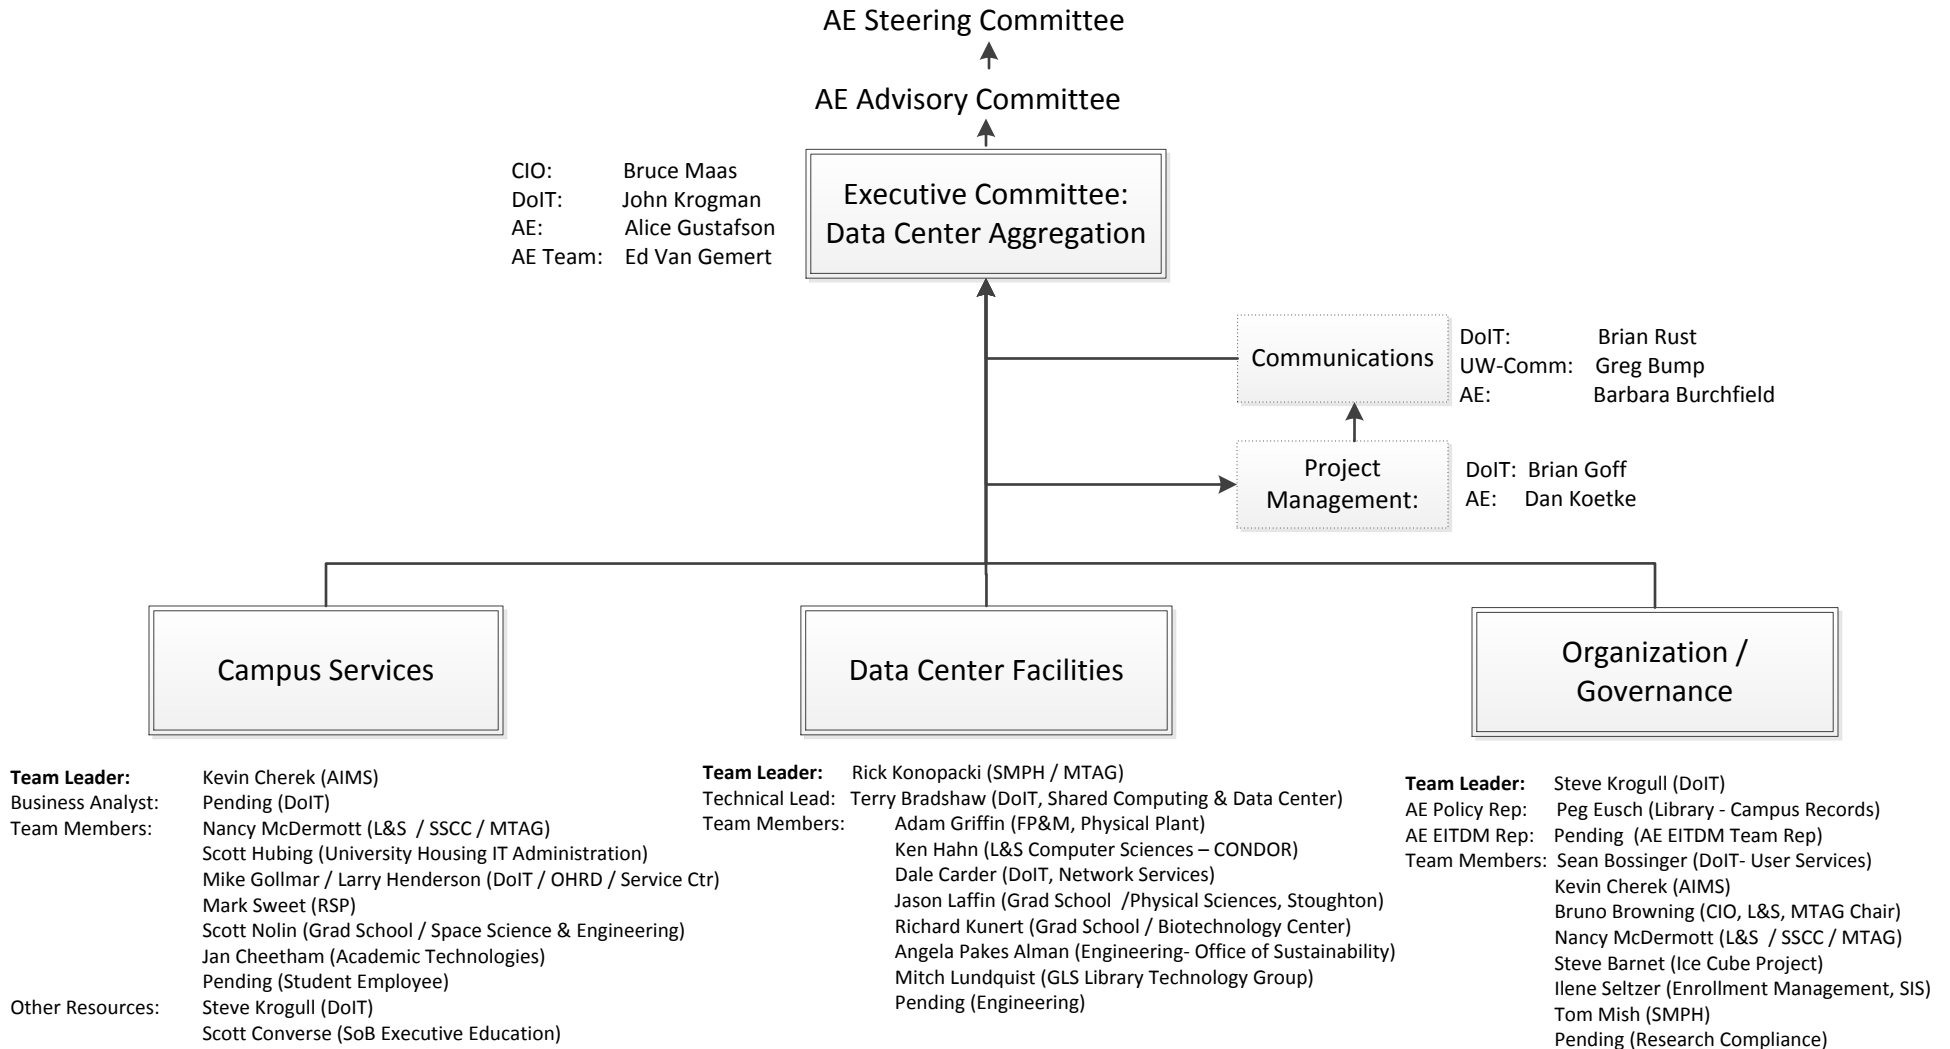 AE Steering Committee
AE Advisory Committee
CIO: Bruce Maas
DoIT: John Krogman
AE: Alice Gustafson
AE Team: Ed Van Gemert
Executive Committee:
Data Center Aggregation
Communications
DoIT: Brian Rust
UW-Comm: Greg Bump
AE: Barbara Burchfield
Project
Management:
DoIT: Brian Goff
AE: Dan Koetke
Campus Services
Data Center Facilities
Organization /
Governance
Team Leader: Kevin Cherek (AIMS)
Business Analyst: Pending (DoIT)
Team Members: Nancy McDermott (L&S / SSCC / MTAG)
Scott Hubing (University Housing IT Administration)
Mike Gollmar / Larry Henderson (DoIT / OHRD / Service Ctr)
Mark Sweet (RSP)
Scott Nolin (Grad School / Space Science & Engineering)
Jan Cheetham (Academic Technologies)
Pending (Student Employee)
Other Resources: Steve Krogull (DoIT)
Scott Converse (SoB Executive Education)
Team Leader: Rick Konopacki (SMPH / MTAG)
Technical Lead: Terry Bradshaw (DoIT, Shared Computing & Data Center)
Team Members: Adam Griffin (FP&M, Physical Plant)
Ken Hahn (L&S Computer Sciences – CONDOR)
Dale Carder (DoIT, Network Services)
Jason Laffin (Grad School /Physical Sciences, Stoughton)
Richard Kunert (Grad School / Biotechnology Center)
Angela Pakes Alman (Engineering- Office of Sustainability)
Mitch Lundquist (GLS Library Technology Group)
Pending (Engineering)
Team Leader: Steve Krogull (DoIT)
AE Policy Rep: Peg Eusch (Library - Campus Records)
AE EITDM Rep: Pending (AE EITDM Team Rep)
Team Members: Sean Bossinger (DoIT- User Services)
Kevin Cherek (AIMS)
Bruno Browning (CIO, L&S, MTAG Chair)
Nancy McDermott (L&S / SSCC / MTAG)
Steve Barnet (Ice Cube Project)
Ilene Seltzer (Enrollment Management, SIS)
Tom Mish (SMPH)
Pending (Research Compliance)